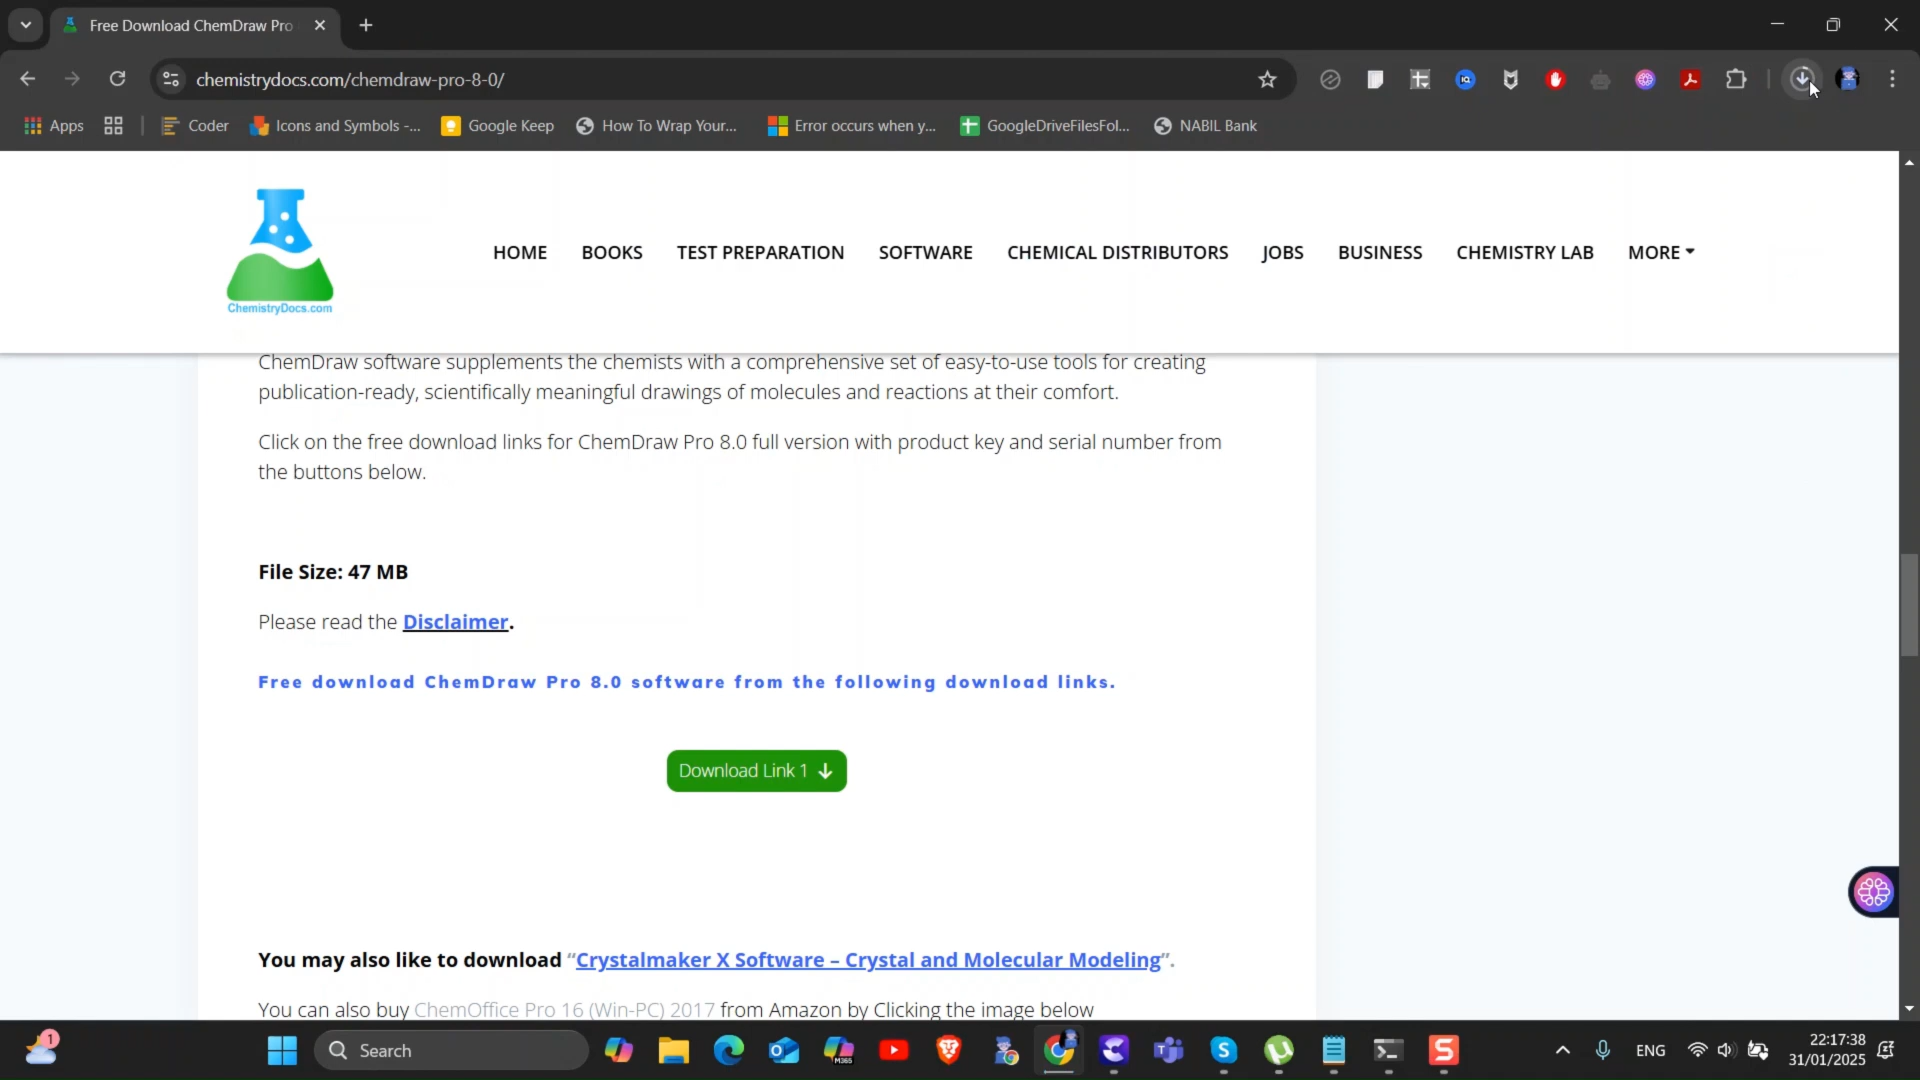 Free Download ChemDraw Pro
chemistrydocs.com/chemdraw-pro-8-0/
Apps
Coder
Icons and Symbols -...
Google Keep
How To Wrap Your...
Error occurs when y...
GoogleDriveFilesFol...
NABIL Bank
ChemistryDocs.com
HOME
BOOKS
TEST PREPARATION
SOFTWARE
CHEMICAL DISTRIBUTORS
JOBS
BUSINESS
CHEMISTRY LAB
MORE
ChemDraw software supplements the chemists with a comprehensive set of easy-to-use tools for creating
publication-ready, scientifically meaningful drawings of molecules and reactions at their comfort.
Click on the free download links for ChemDraw Pro 8.0 full version with product key and serial number from
the buttons below.
File Size: 47 MB
Please read the Disclaimer.
Free download ChemDraw Pro 8.0 software from the following download links.
Download Link 1
You may also like to download “Crystalmaker X Software – Crystal and Molecular Modeling”.
You can also buy ChemOffice Pro 16 (Win-PC) 2017 from Amazon by Clicking the image below
1
Search
M365
ENG
22:17:38
31/01/2025